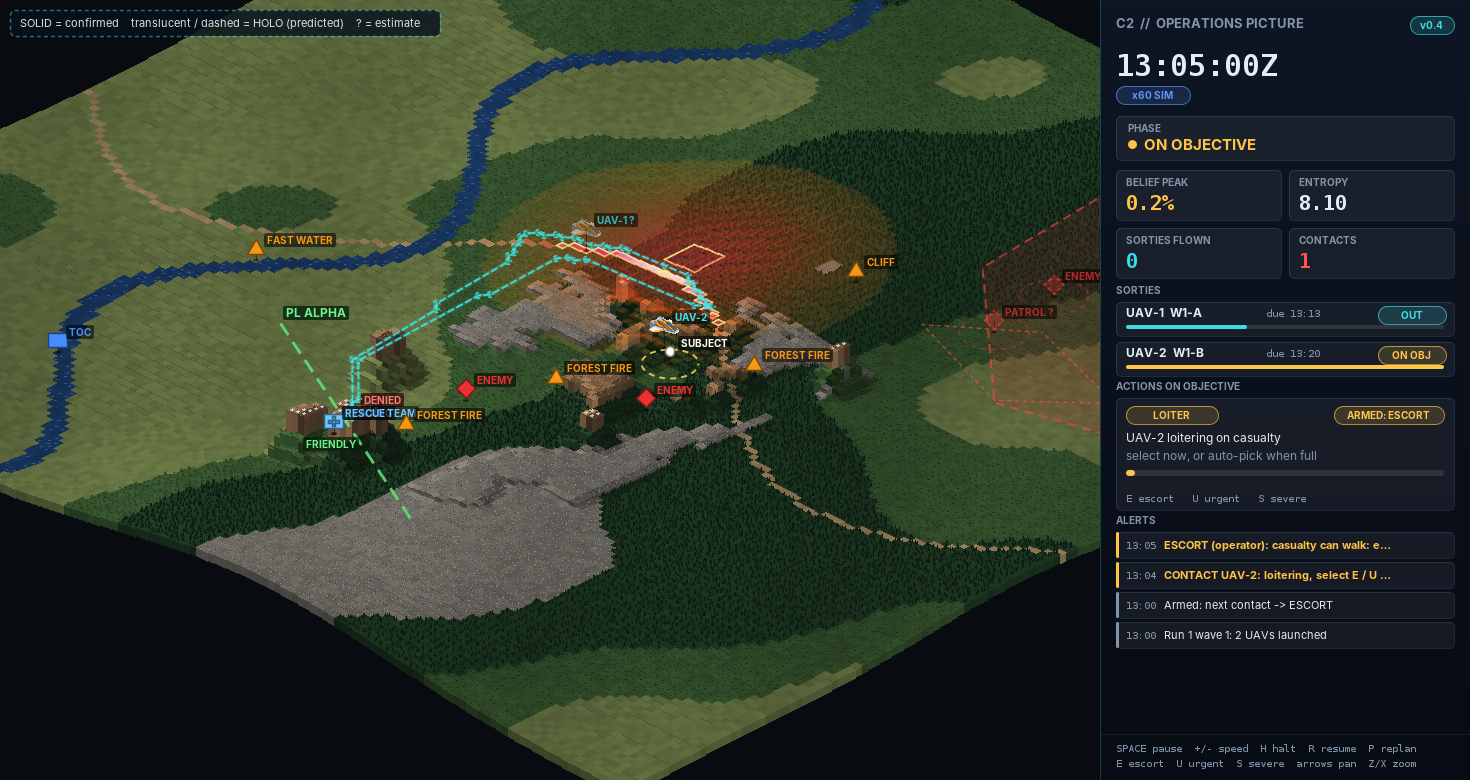 SOLID = confirmed translucent / dashed = HOLO (predicted) ? = estimate
UAV-1 ?
FAST WATER
CLIFF
ENEMY
PATROL ?
PL ALPHA
UAV-2
TOC
SUBJECT
FOREST FIRE
FOREST FIRE
ENEMY
ENEMY
DENIED
RESCUE TEAM
FOREST FIRE
FRIENDLY
C2 // OPERATIONS PICTURE
v0.4
13:05:00Z
x60 SIM
PHASE
ON OBJECTIVE
BELIEF PEAK
0.2%
ENTROPY
8.10
SORTIES FLOWN
0
CONTACTS
1
SORTIES
UAV-1 W1-A due 13:13 OUT
UAV-2 W1-B due 13:20 ON OBJ
ACTIONS ON OBJECTIVE
LOITER
ARMED: ESCORT
UAV-2 loitering on casualty
select now, or auto-pick when full
E escort U urgent S severe
ALERTS
13:05 ESCORT (operator): casualty can walk: e...
13:04 CONTACT UAV-2: loitering, select E / U ...
13:00 Armed: next contact -> ESCORT
13:00 Run 1 wave 1: 2 UAVs launched
SPACE pause +/- speed H halt R resume P replan
E escort U urgent S severe arrows pan Z/X zoom